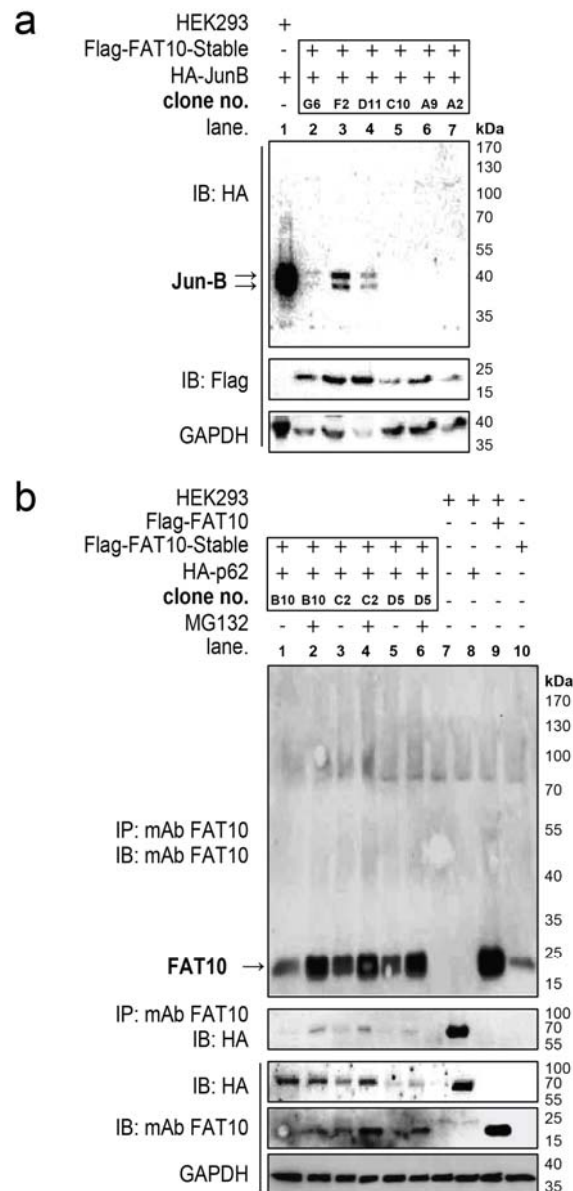 a
HEK293 +
Flag-FAT10-Stable - + + + + + +
HA-JunB + + + + + + +
clone no. - G6 F2 D11 C10 A9 A2
lane. 1 2 3 4 5 6 7 kDa
170
130
IB: HA
100
70
55
Jun-B → → 40
35
IB: Flag 25
15
GAPDH 40
35
b
HEK293 + + + -
Flag-FAT10 - - + -
Flag-FAT10-Stable + + + + + + - - - +
HA-p62 + + + + + + - + - -
clone no. B10 B10 C2 C2 D5 D5 - - - -
MG132 - + - + - + - - - -
lane. 1 2 3 4 5 6 7 8 9 10
kDa
170
130
100
70
IP: mAb FAT10 55
IB: mAb FAT10
40
35
25
FAT10 →
15
IP: mAb FAT10 100
IB: HA 70
55
100
IB: HA 70
55
IB: mAb FAT10 25
15
GAPDH 40
35